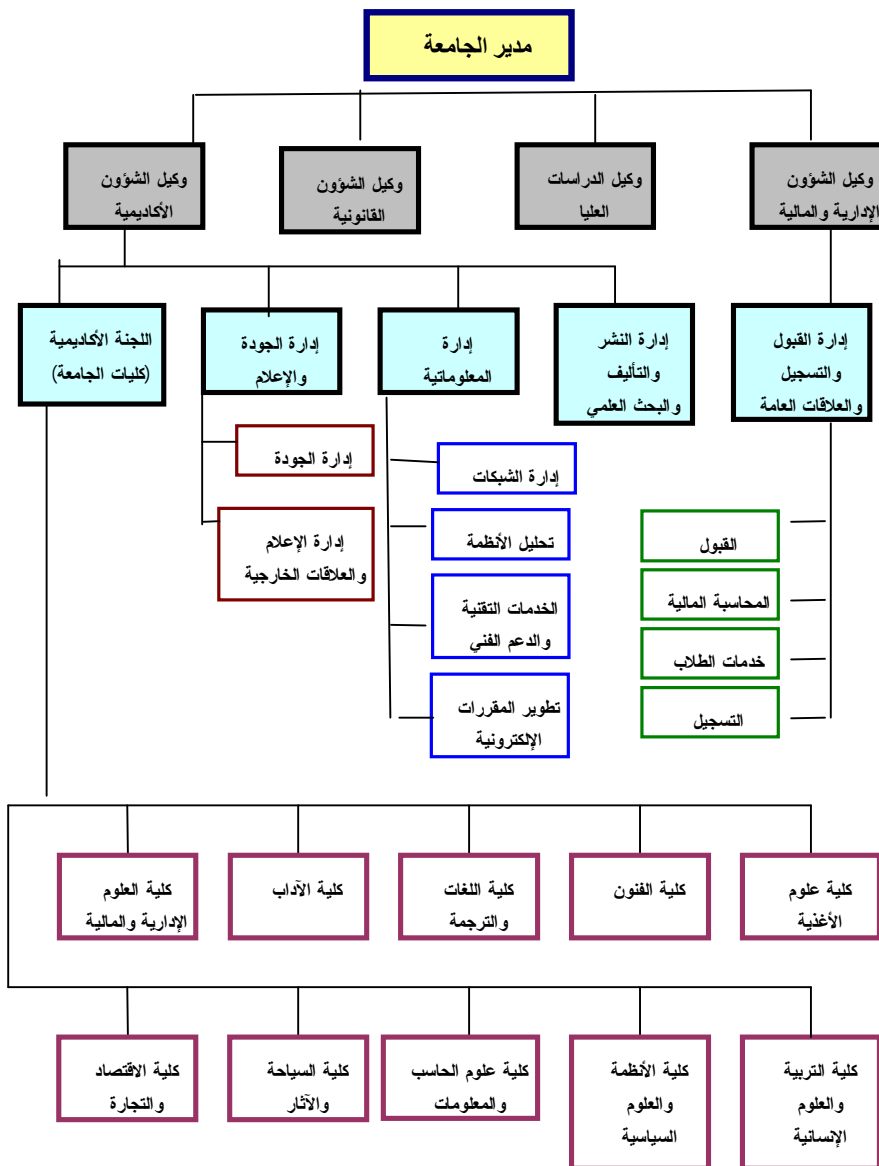 مدير الجامعة
وكيل الشؤون
الإدارية والمالية
وكيل الدراسات
العليا
وكيل الشؤون
القانونية
وكيل الشؤون
الأكاديمية
إدارة القبول
والتسجيل
والعلاقات العامة
إدارة النشر
والتأليف
والبحث العلمي
إدارة
المعلوماتية
إدارة الجودة
والإعلام
اللجنة الأكاديمية
(كليات الجامعة)
القبول
المحاسبة المالية
خدمات الطلاب
التسجيل
إدارة الشبكات
تحليل الأنظمة
الخدمات التقنية
والدعم الفني
تطوير المقررات
الإلكترونية
إدارة الجودة
إدارة الإعلام
والعلاقات الخارجية
كلية علوم
الأغذية
كلية الفنون
كلية اللغات
والترجمة
كلية الآداب
كلية العلوم
الإدارية والمالية
كلية التربية
والعلوم
الإنسانية
كلية الأنظمة
والعلوم
السياسية
كلية علوم الحاسب
والمعلومات
كلية السياحة
والآثار
كلية الاقتصاد
والتجارة